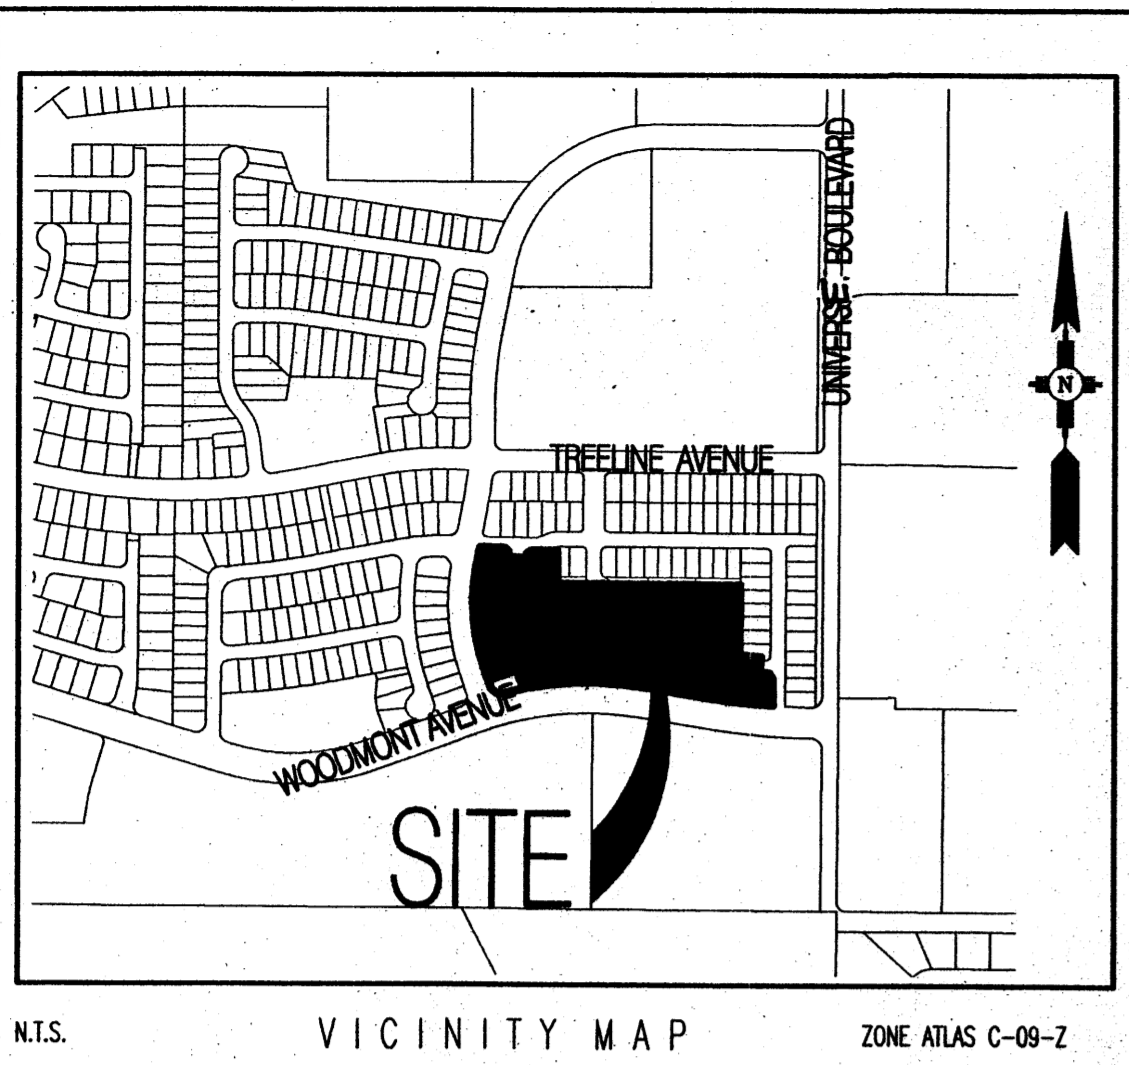 UNIVERSE BOULEVARD
N
TREELINE AVENUE
WOODMONT AVENUE
SITE
N.T.S.
VICINITY MAP
ZONE ATLAS C-09-Z